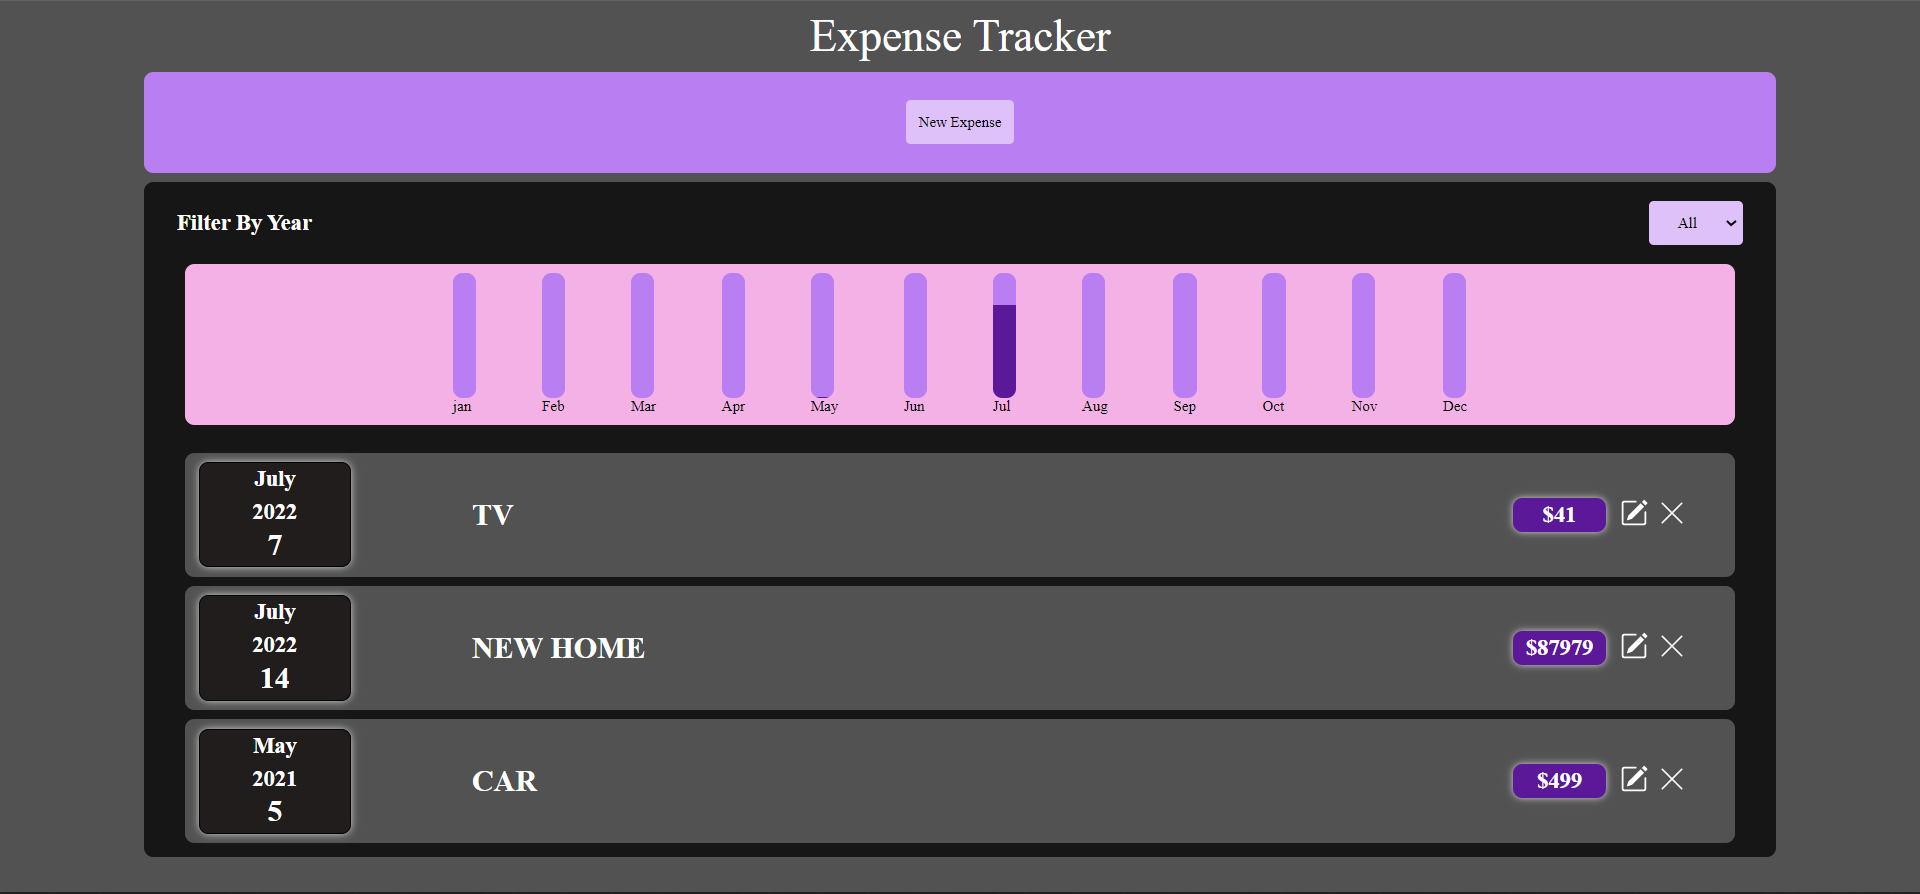 Expense Tracker
New Expense
Filter By Year
All
jan Feb Mar Apr May Jun Jul Aug Sep Oct Nov Dec
July
2022
7
TV
$41
July
2022
14
NEW HOME
$87979
May
2021
5
CAR
$499